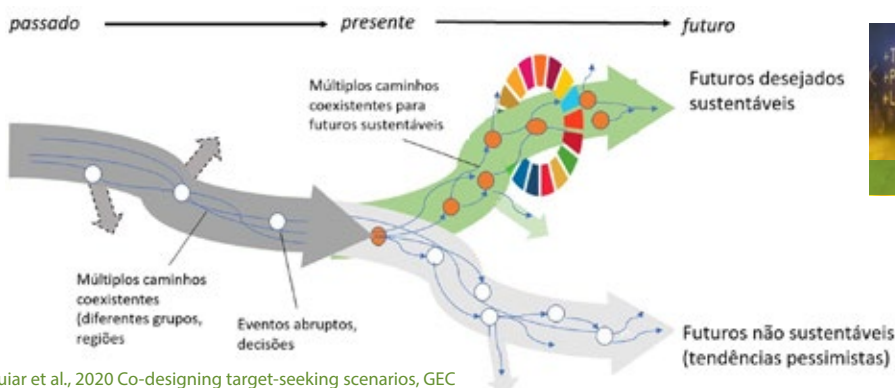 passado
presente
futuro
Múltiplos caminhos
coexistentes para
futuros sustentáveis
Futuros desejados
sustentáveis
Múltiplos caminhos
coexistentes
(diferentes grupos,
regiões
Eventos abruptos,
decisões
Futuros não sustentáveis
(tendências pessimistas)
uiar et al., 2020 Co-designing target-seeking scenarios, GEC